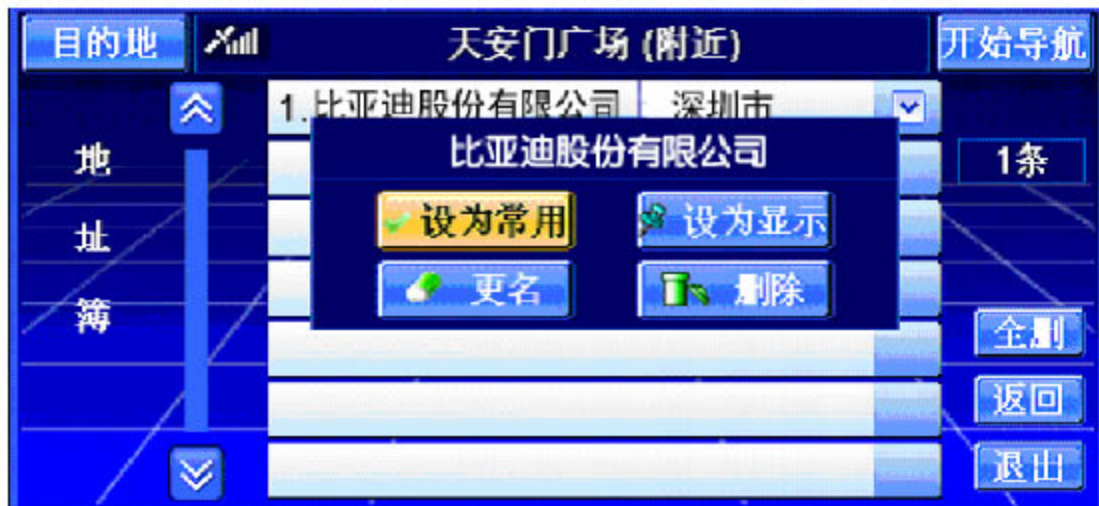 目的地 天安门广场 (附近) 开始导航
1.比亚迪股份有限公司 深圳市
比亚迪股份有限公司
地址簿
1条
设为常用 设为显示
更名 删除
全删
返回
退出